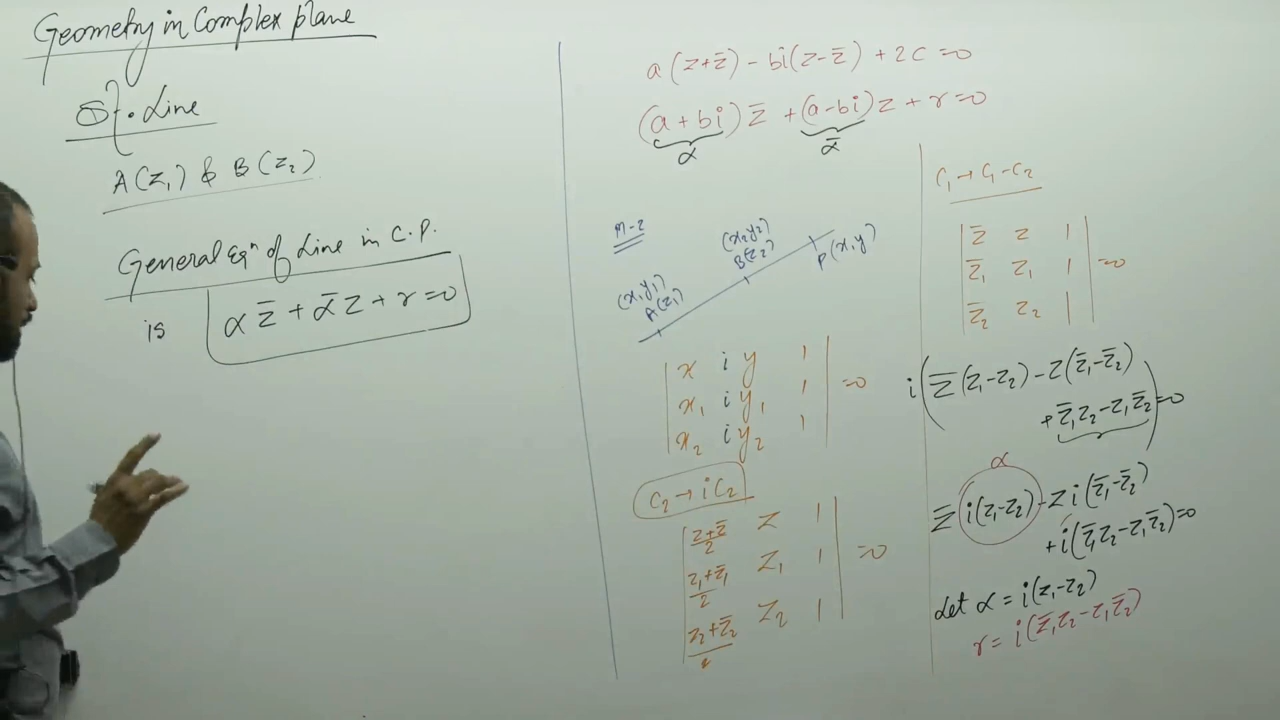 Geometry in Complex plane
St. Line
A(z₁) & B(z₂)
General Eqⁿ of Line in C.P.
is αz̄ + ᾱz + r = 0
a(z+z̄) - bi(z-z̄) + 2c = 0
(a+bi)z̄ + (a-bi)z + r = 0
α ᾱ
M-2
(x₁y₁)
A(z₁)
(x₂y₂)
B(z₂)
P(x,y)
x iy 1
x₁ iy₁ 1 = 0
x₂ iy₂ 1
C₂ → iC₂
z+z̄/2 z 1
z₁+z̄₁/2 z₁ 1 = 0
z₂+z̄₂/2 z₂ 1
C₁ → C₁-C₂
z̄ z 1
z̄₁ z₁ 1 = 0
z̄₂ z₂ 1
i(z̄(z₁-z₂) - z(z̄₁-z̄₂)
+ z̄₁z₂ - z₁z̄₂) = 0
α
z̄ i(z₁-z₂) - z i(z̄₁-z̄₂)
+ i(z̄₁z₂ - z₁z̄₂) = 0
Let α = i(z₁-z₂)
r = i(z̄₁z₂ - z₁z̄₂)